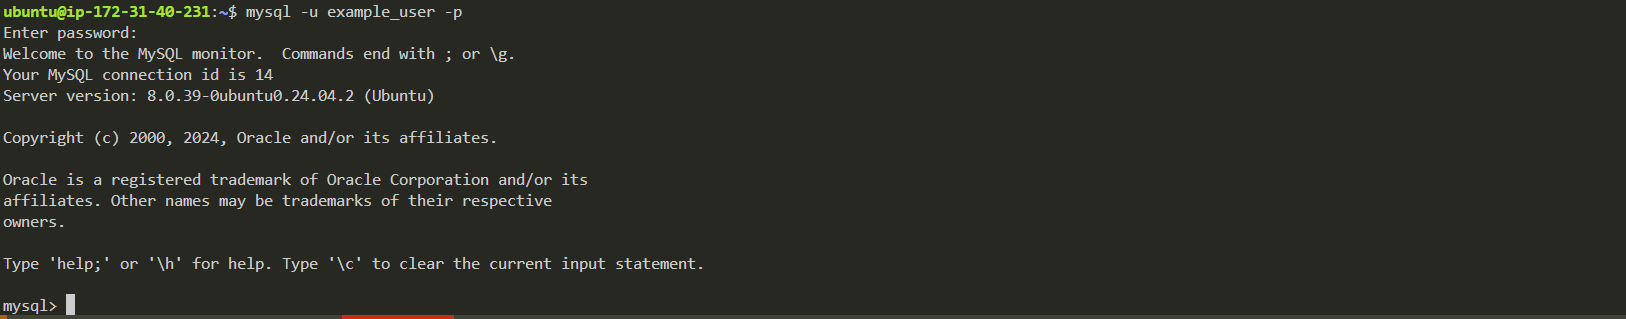 ubuntu@ip-172-31-40-231:~$ mysql -u example_user -p
Enter password:
Welcome to the MySQL monitor.  Commands end with ; or \g.
Your MySQL connection id is 14
Server version: 8.0.39-0ubuntu0.24.04.2 (Ubuntu)

Copyright (c) 2000, 2024, Oracle and/or its affiliates.

Oracle is a registered trademark of Oracle Corporation and/or its
affiliates. Other names may be trademarks of their respective
owners.

Type 'help;' or '\h' for help. Type '\c' to clear the current input statement.

mysql>